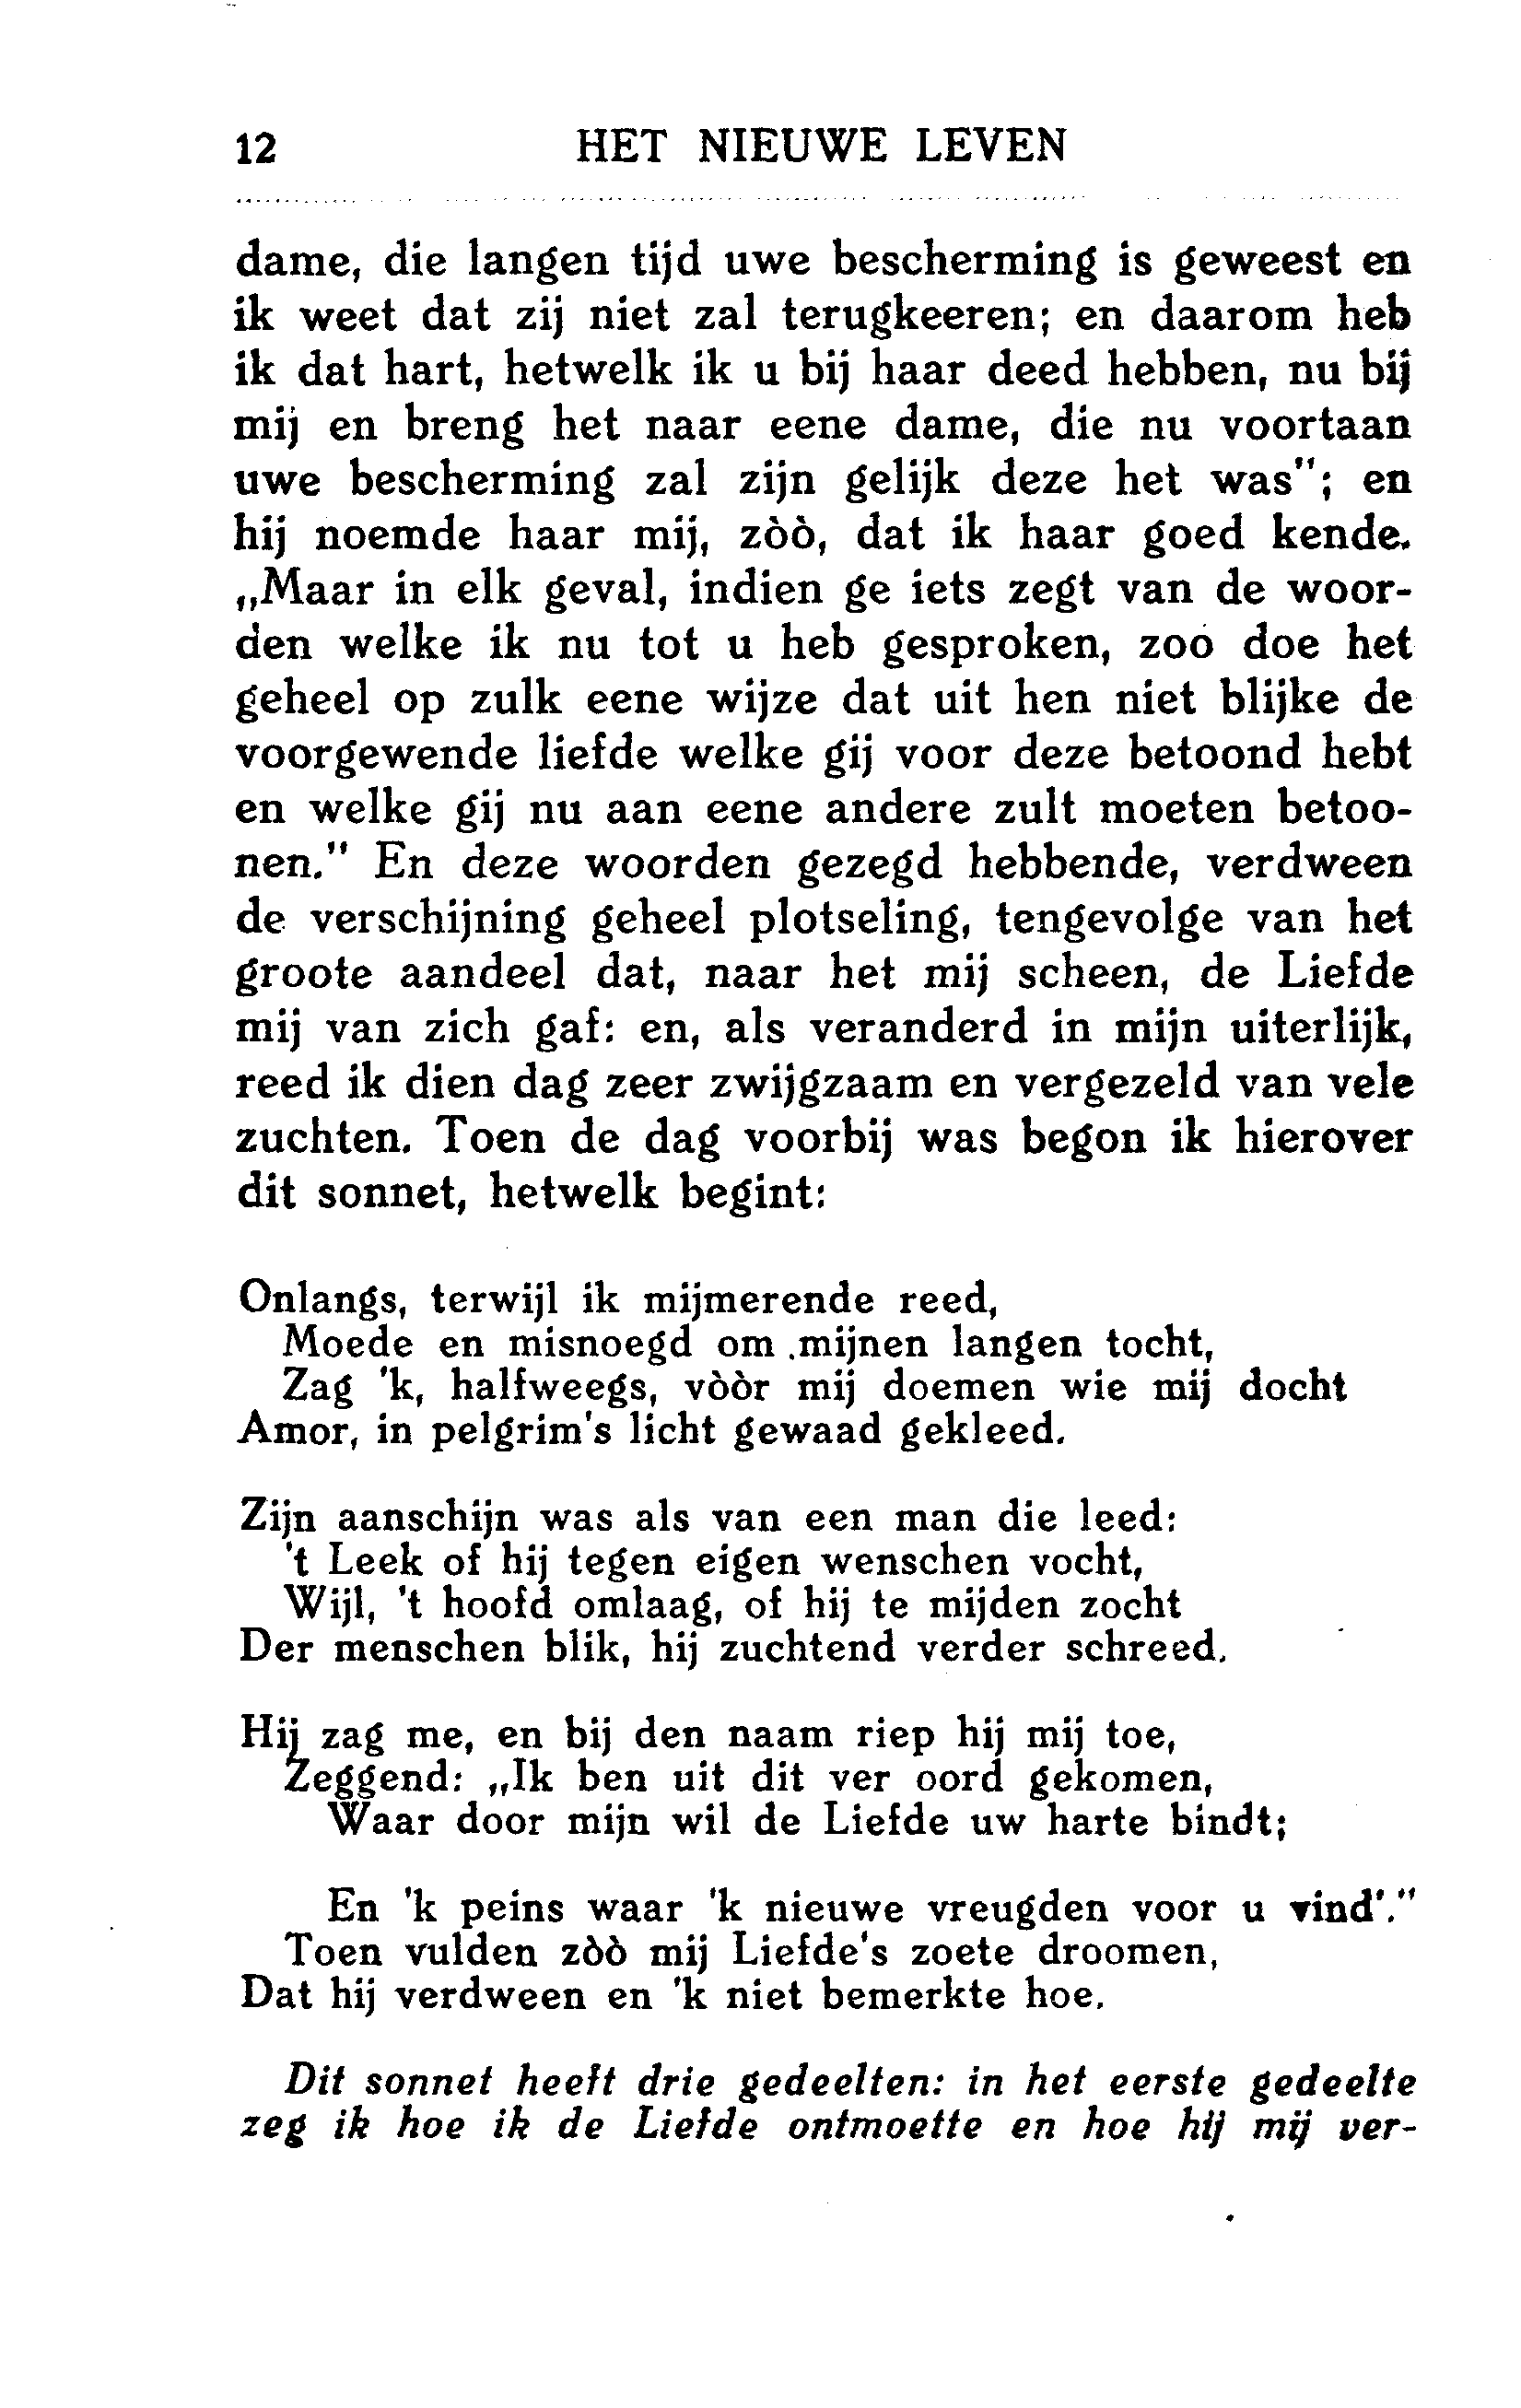 12 HET NIEUWE LEVEN
dame, die langen tijd uwe bescherming is geweest en
ik weet dat zij niet zal terugkeeren; en daarom heb
ik dat hart, hetwelk ik u bij haar deed hebben, nu bij
mij en breng het naar eene dame, die nu voortaan
uwe bescherming zal zijn gelijk deze het was"; en
hij noemde haar mij, zòò, dat ik haar goed kende.
„Maar in elk geval, indien ge iets zegt van de woor-
den welke ik nu tot u heb gesproken, zoo doe het
geheel op zulk eene wijze dat uit hen niet blijke de
voorgewende liefde welke gij voor deze betoond hebt
en welke gij nu aan eene andere zult moeten betoo-
nen." En deze woorden gezegd hebbende, verdween
de verschijning geheel plotseling, tengevolge van het
groote aandeel dat, naar het mij scheen, de Liefde
mij van zich gaf: en, als veranderd in mijn uiterlijk,
reed ik dien dag zeer zwijgzaam en vergezeld van vele
zuchten. Toen de dag voorbij was begon ik hierover
dit sonnet, hetwelk begint:
Onlangs, terwijl ik mijmerende reed,
Moede en misnoegd om mijnen langen tocht,
Zag 'k, halfweegs, vòòr mij doemen wie mij docht
Amor, in pelgrim's licht gewaad gekleed.
Zijn aanschijn was als van een man die leed:
't Leek of hij tegen eigen wenschen vocht,
Wijl, 't hoofd omlaag, of hij te mijden zocht
Der menschen blik, hij zuchtend verder schreed.
Hij zag me, en bij den naam riep hij mij toe,
Zeggend: „Ik ben uit dit ver oord gekomen,
Waar door mijn wil de Liefde uw harte bindt;
En 'k peins waar 'k nieuwe vreugden voor u vind'."
Toen vulden zòò mij Liefde's zoete droomen,
Dat hij verdween en 'k niet bemerkte hoe.
Dit sonnet heeft drie gedeelten: in het eerste gedeelte
zeg ik hoe ik de Liefde ontmoette en hoe hij mij ver-